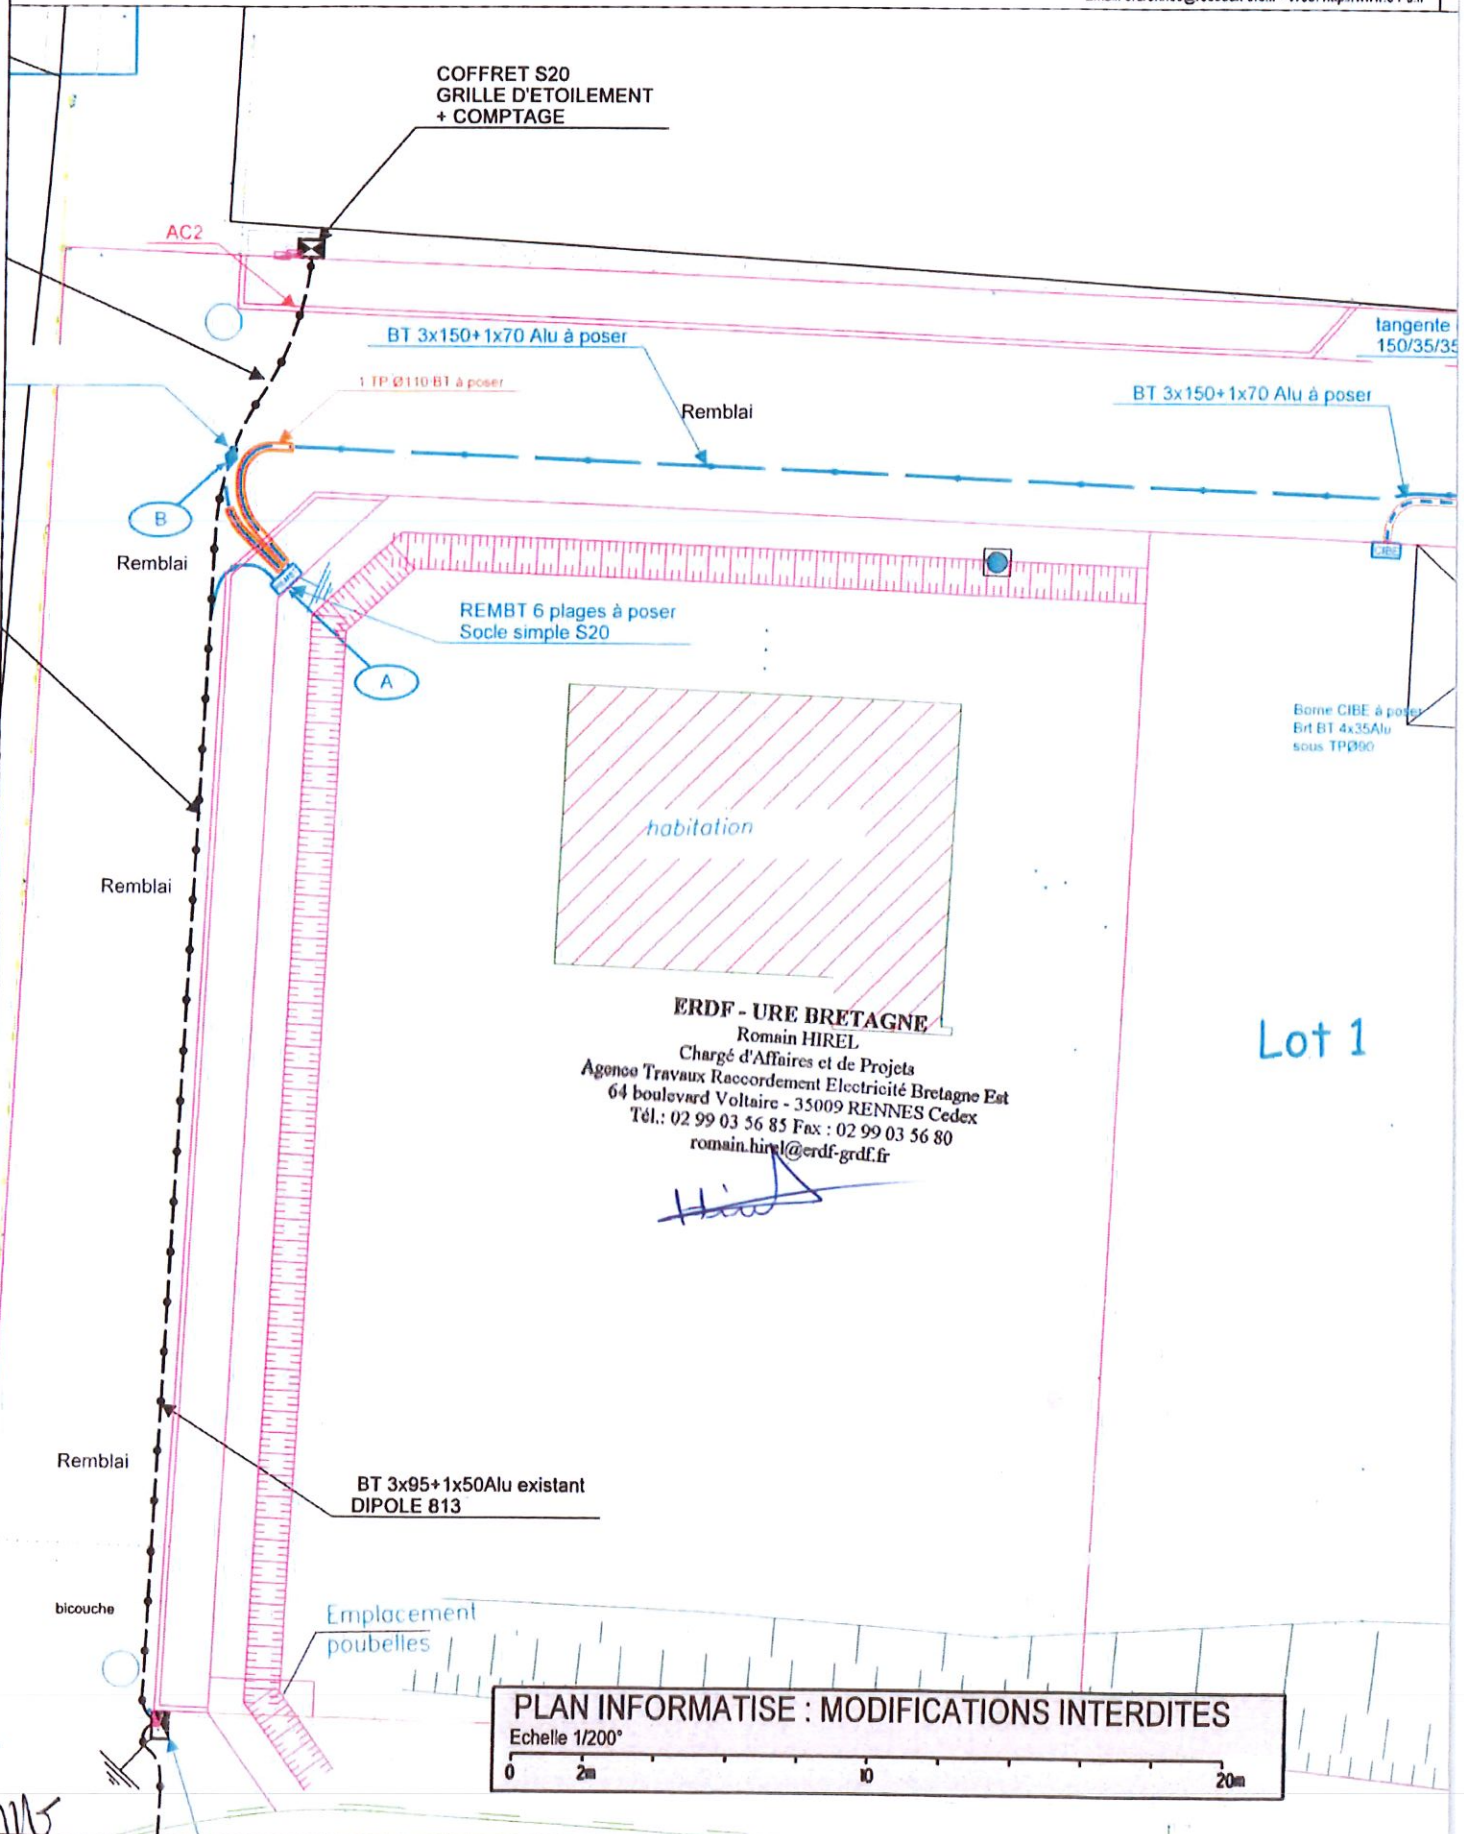 COFFRET S20
GRILLE D'ETOILEMENT
+ COMPTAGE
AC2
BT 3x150+1x70 Alu à poser
tangente
150/35/35
1 TP Ø110 BT à poser
BT 3x150+1x70 Alu à poser
Remblai
B
Remblai
CIBE
REMBT 6 plages à poser
Socle simple S20
A
Borne CIBE à poser
Brt BT 4x35Alu
sous TPØ90
habitation
Remblai
ERDF - URE BRETAGNE
Romain HIREL
Chargé d'Affaires et de Projets
Agence Travaux Raccordement Electricité Bretagne Est
64 boulevard Voltaire - 35009 RENNES Cedex
Tél.: 02 99 03 56 85 Fax : 02 99 03 56 80
romain.hirel@erdf-grdf.fr
Lot 1
Remblai
BT 3x95+1x50Alu existant
DIPOLE 813
bicouche
Emplacement
poubelles
PLAN INFORMATISE : MODIFICATIONS INTERDITES
Echelle 1/200°
0 2m 10 20m